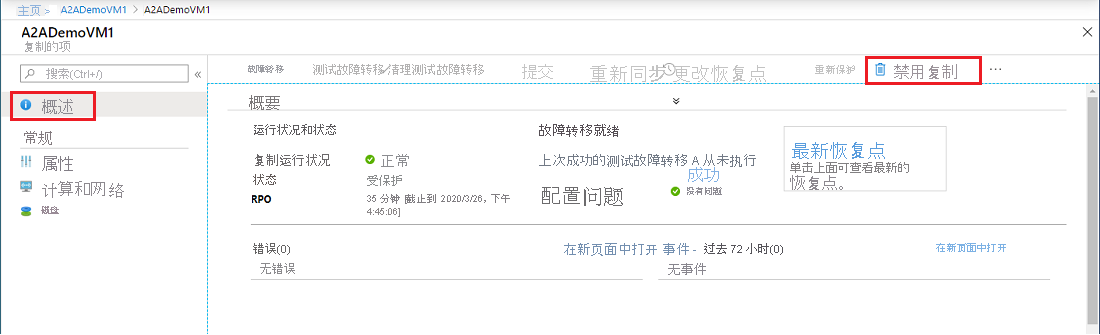 主页 > A2ADemoVM1 > A2ADemoVM1
A2ADemoVM1
复制的项
搜索(Ctrl+/)
概述
常规
属性
计算和网络
磁盘
故障转移 测试故障转移 清理测试故障转移 提交 重新同步 更改恢复点 重新保护 禁用复制 ...
概要
运行状况和状态
复制运行状况 正常
状态 受保护
RPO 35 分钟 [截止到 2020/3/26, 下午
4:45:06]
故障转移就绪
上次成功的测试故障转移 A 从未执行
成功
配置问题 没有问题
最新恢复点
单击上面可查看最新的
恢复点。
错误(0) 在新页面中打开
无错误
事件 - 过去 72 小时(0) 在新页面中打开
无事件